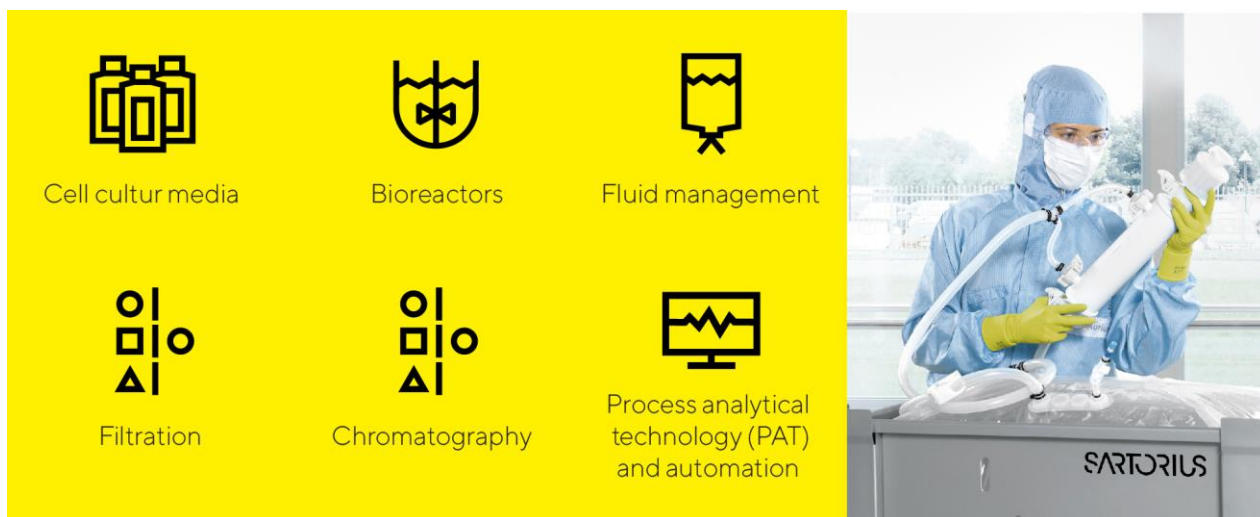 Cell cultur media
Bioreactors
Fluid management
Filtration
Chromatography
Process analytical
technology (PAT)
and automation
SARTORIUS